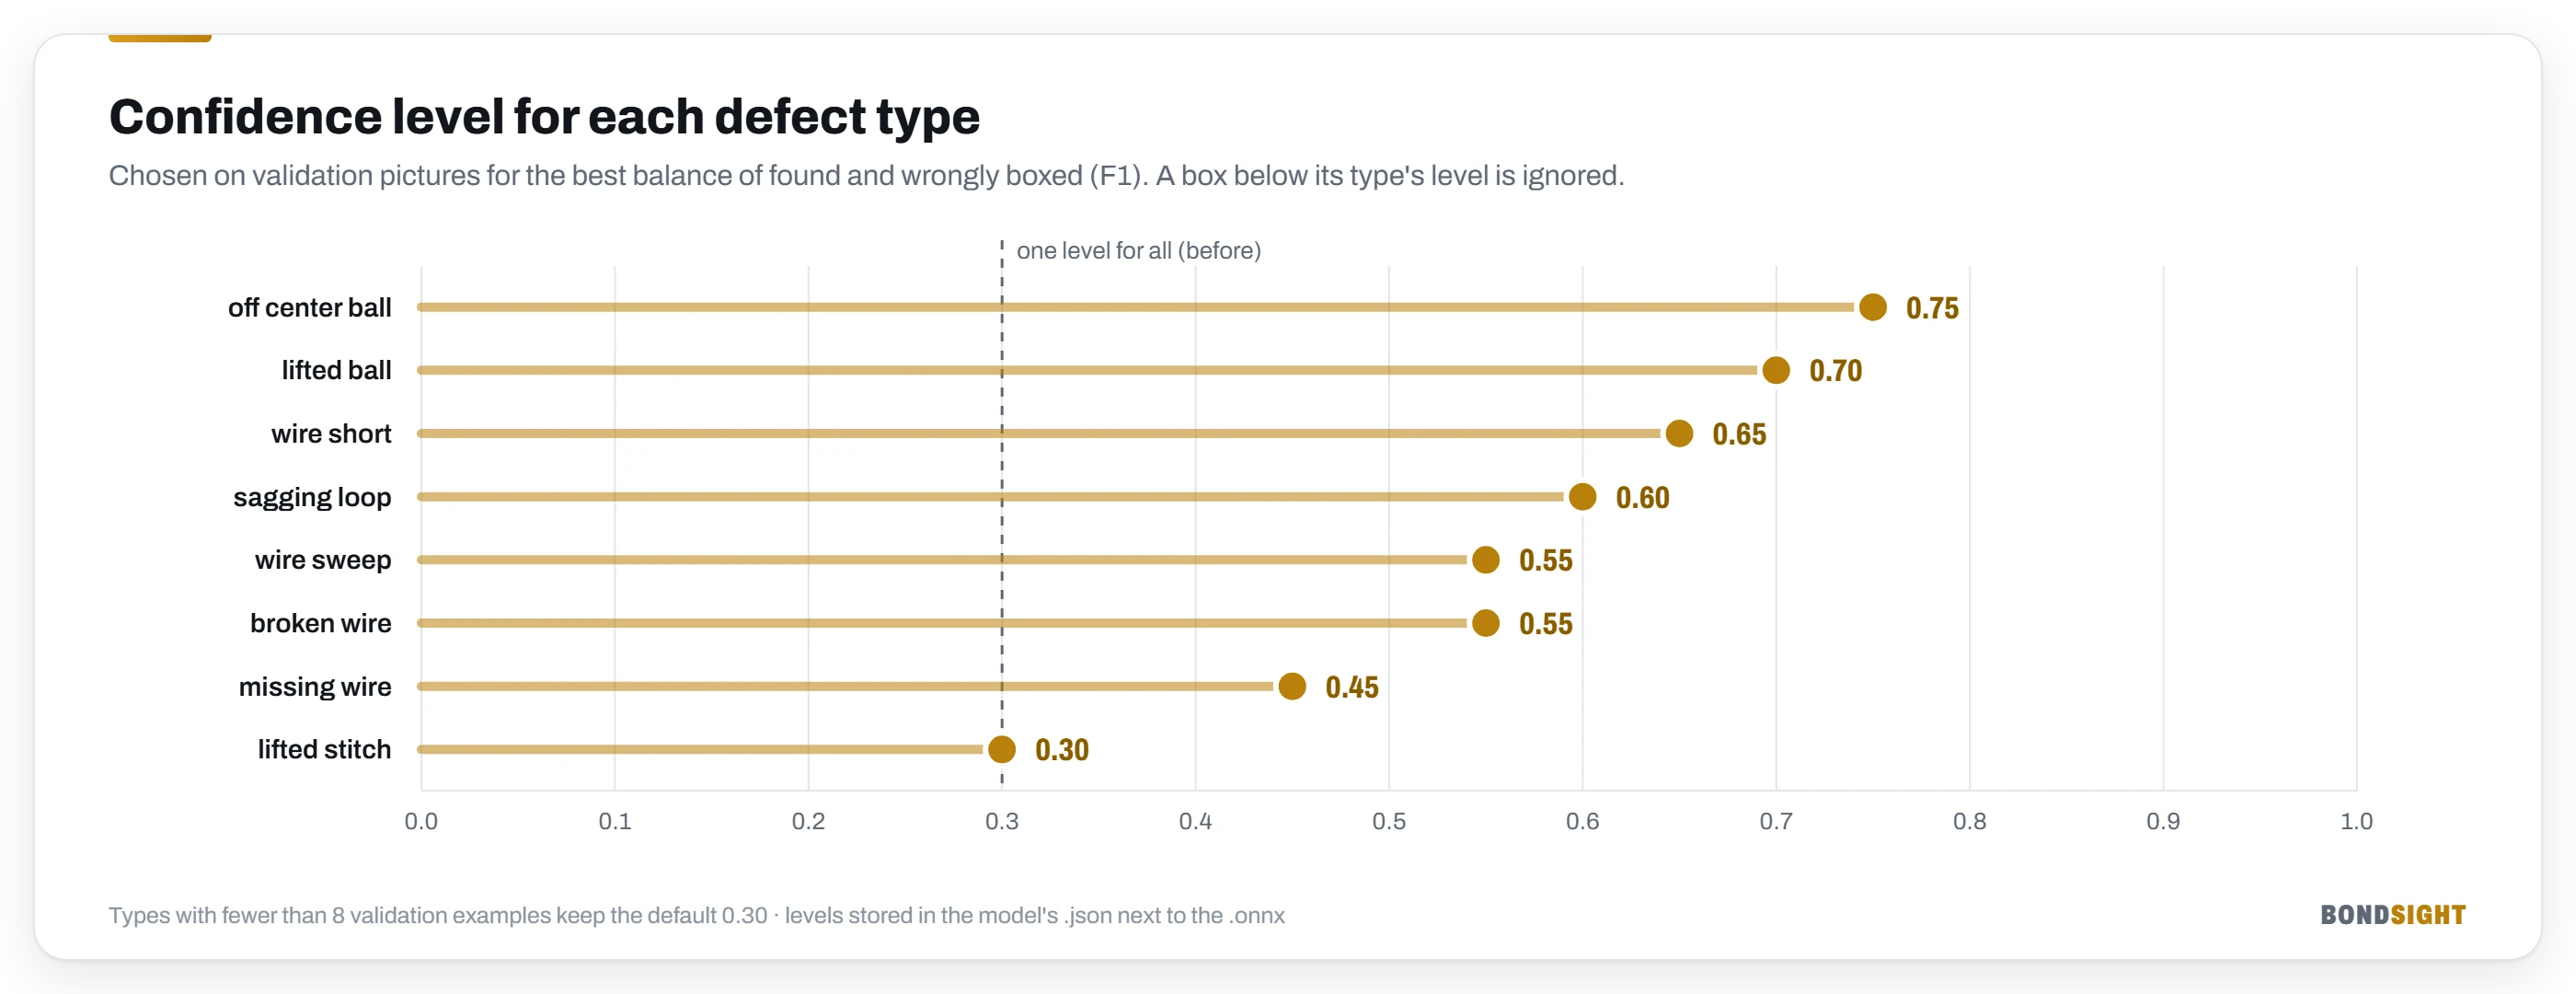 Confidence level for each defect type
Chosen on validation pictures for the best balance of found and wrongly boxed (F1). A box below its type's level is ignored.
one level for all (before)
off center ball 0.75
lifted ball 0.70
wire short 0.65
sagging loop 0.60
wire sweep 0.55
broken wire 0.55
missing wire 0.45
lifted stitch 0.30
0.0 0.1 0.2 0.3 0.4 0.5 0.6 0.7 0.8 0.9 1.0
Types with fewer than 8 validation examples keep the default 0.30 · levels stored in the model's .json next to the .onnx
BONDSIGHT